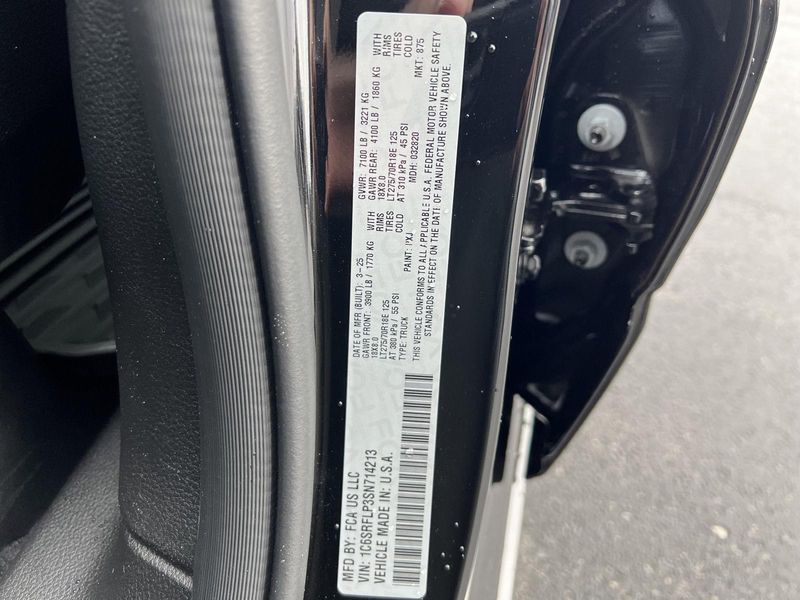 MFD BY: FCA US LLC
VIN: 1C6SRFLP3SN714213
VEHICLE MADE IN: U.S.A.
DATE OF MFR (BUILT): 3-25 GVWR: 7100 LB / 3221 KG
GAWR FRONT: 3900 LB / 1770 KG WITH GAWR REAR: 4100 LB / 1860 KG WITH
18X8.0 RIMS 18X8.0 RIMS
LT275/70R18E 125 TIRES LT275/70R18E 125 TIRES
AT 380 kPa / 55 PSI COLD AT 310 kPa / 45 PSI COLD
TYPE: TRUCK PAINT: PXJ MDH: 032820 MKT: 875
THIS VEHICLE CONFORMS TO ALL APPLICABLE U.S.A. FEDERAL MOTOR VEHICLE SAFETY
STANDARDS IN EFFECT ON THE DATE OF MANUFACTURE SHOWN ABOVE.